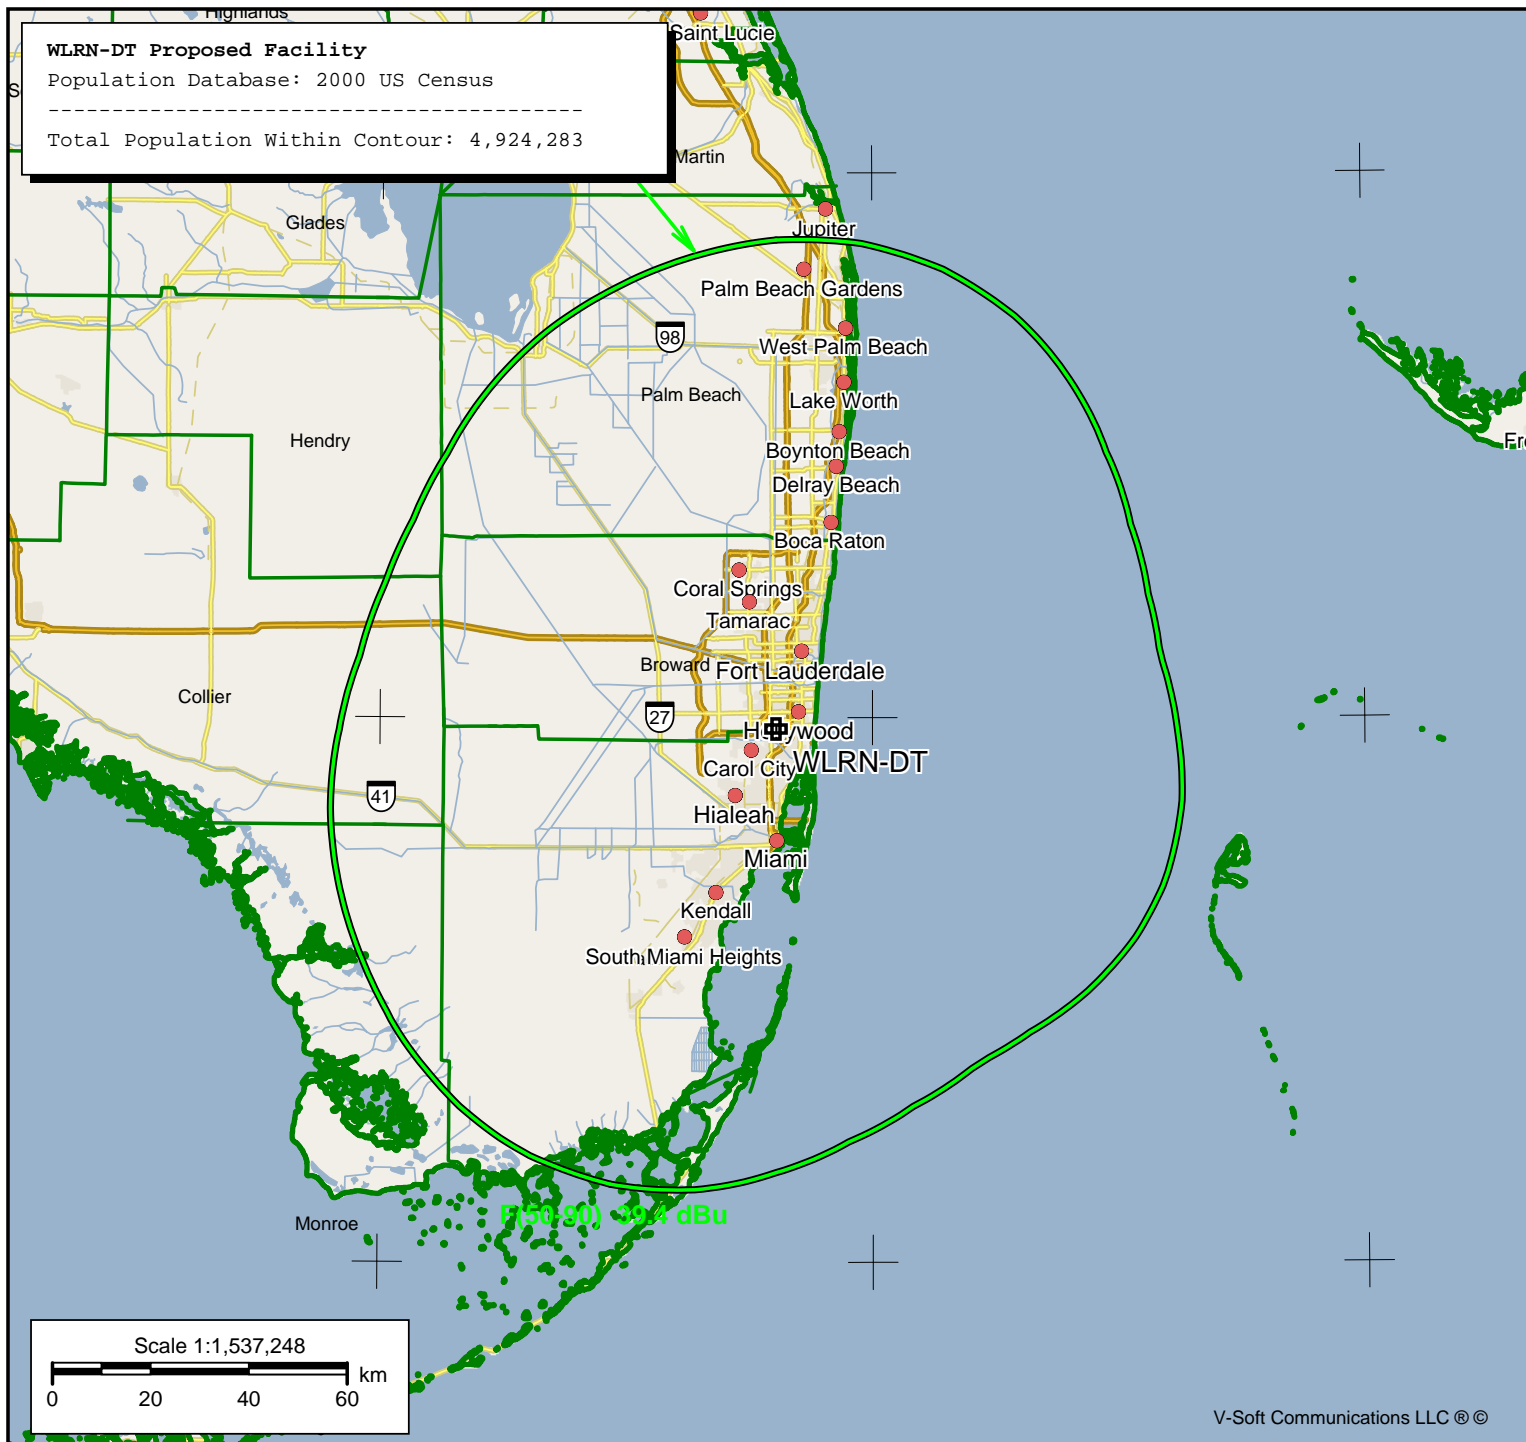 Highlands
WLRN-DT Proposed Facility
Population Database: 2000 US Census
------------------------------------------
Total Population Within Contour: 4,924,283
Saint Lucie
S
Martin
Glades
Jupiter
Palm Beach Gardens
98
West Palm Beach
Palm Beach
Lake Worth
Hendry
Boynton Beach
Fr
Delray Beach
Boca Raton
Coral Springs
Tamarac
Broward
Fort Lauderdale
Collier
27
Hollywood
WLRN-DT
Carol City
41
Hialeah
Miami
Kendall
South Miami Heights
F(50-90) 39.4 dBu
Monroe
Scale 1:1,537,248
km
0 20 40 60
V-Soft Communications LLC ® ©